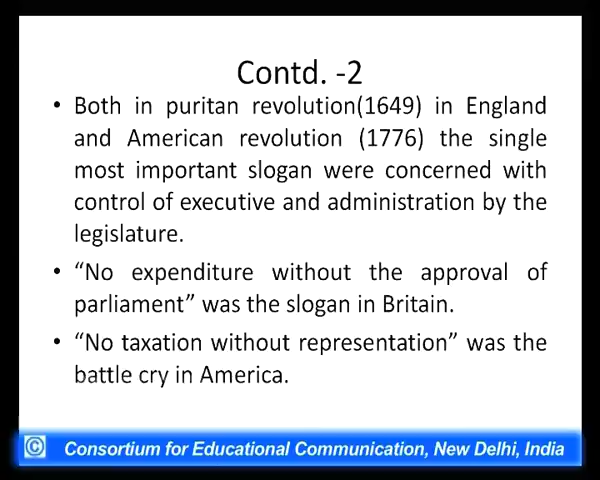 Contd. -2
• Both in puritan revolution(1649) in England
and American revolution (1776) the single
most important slogan were concerned with
control of executive and administration by the
legislature.
• “No expenditure without the approval of
parliament” was the slogan in Britain.
• “No taxation without representation” was the
battle cry in America.
© Consortium for Educational Communication, New Delhi, India